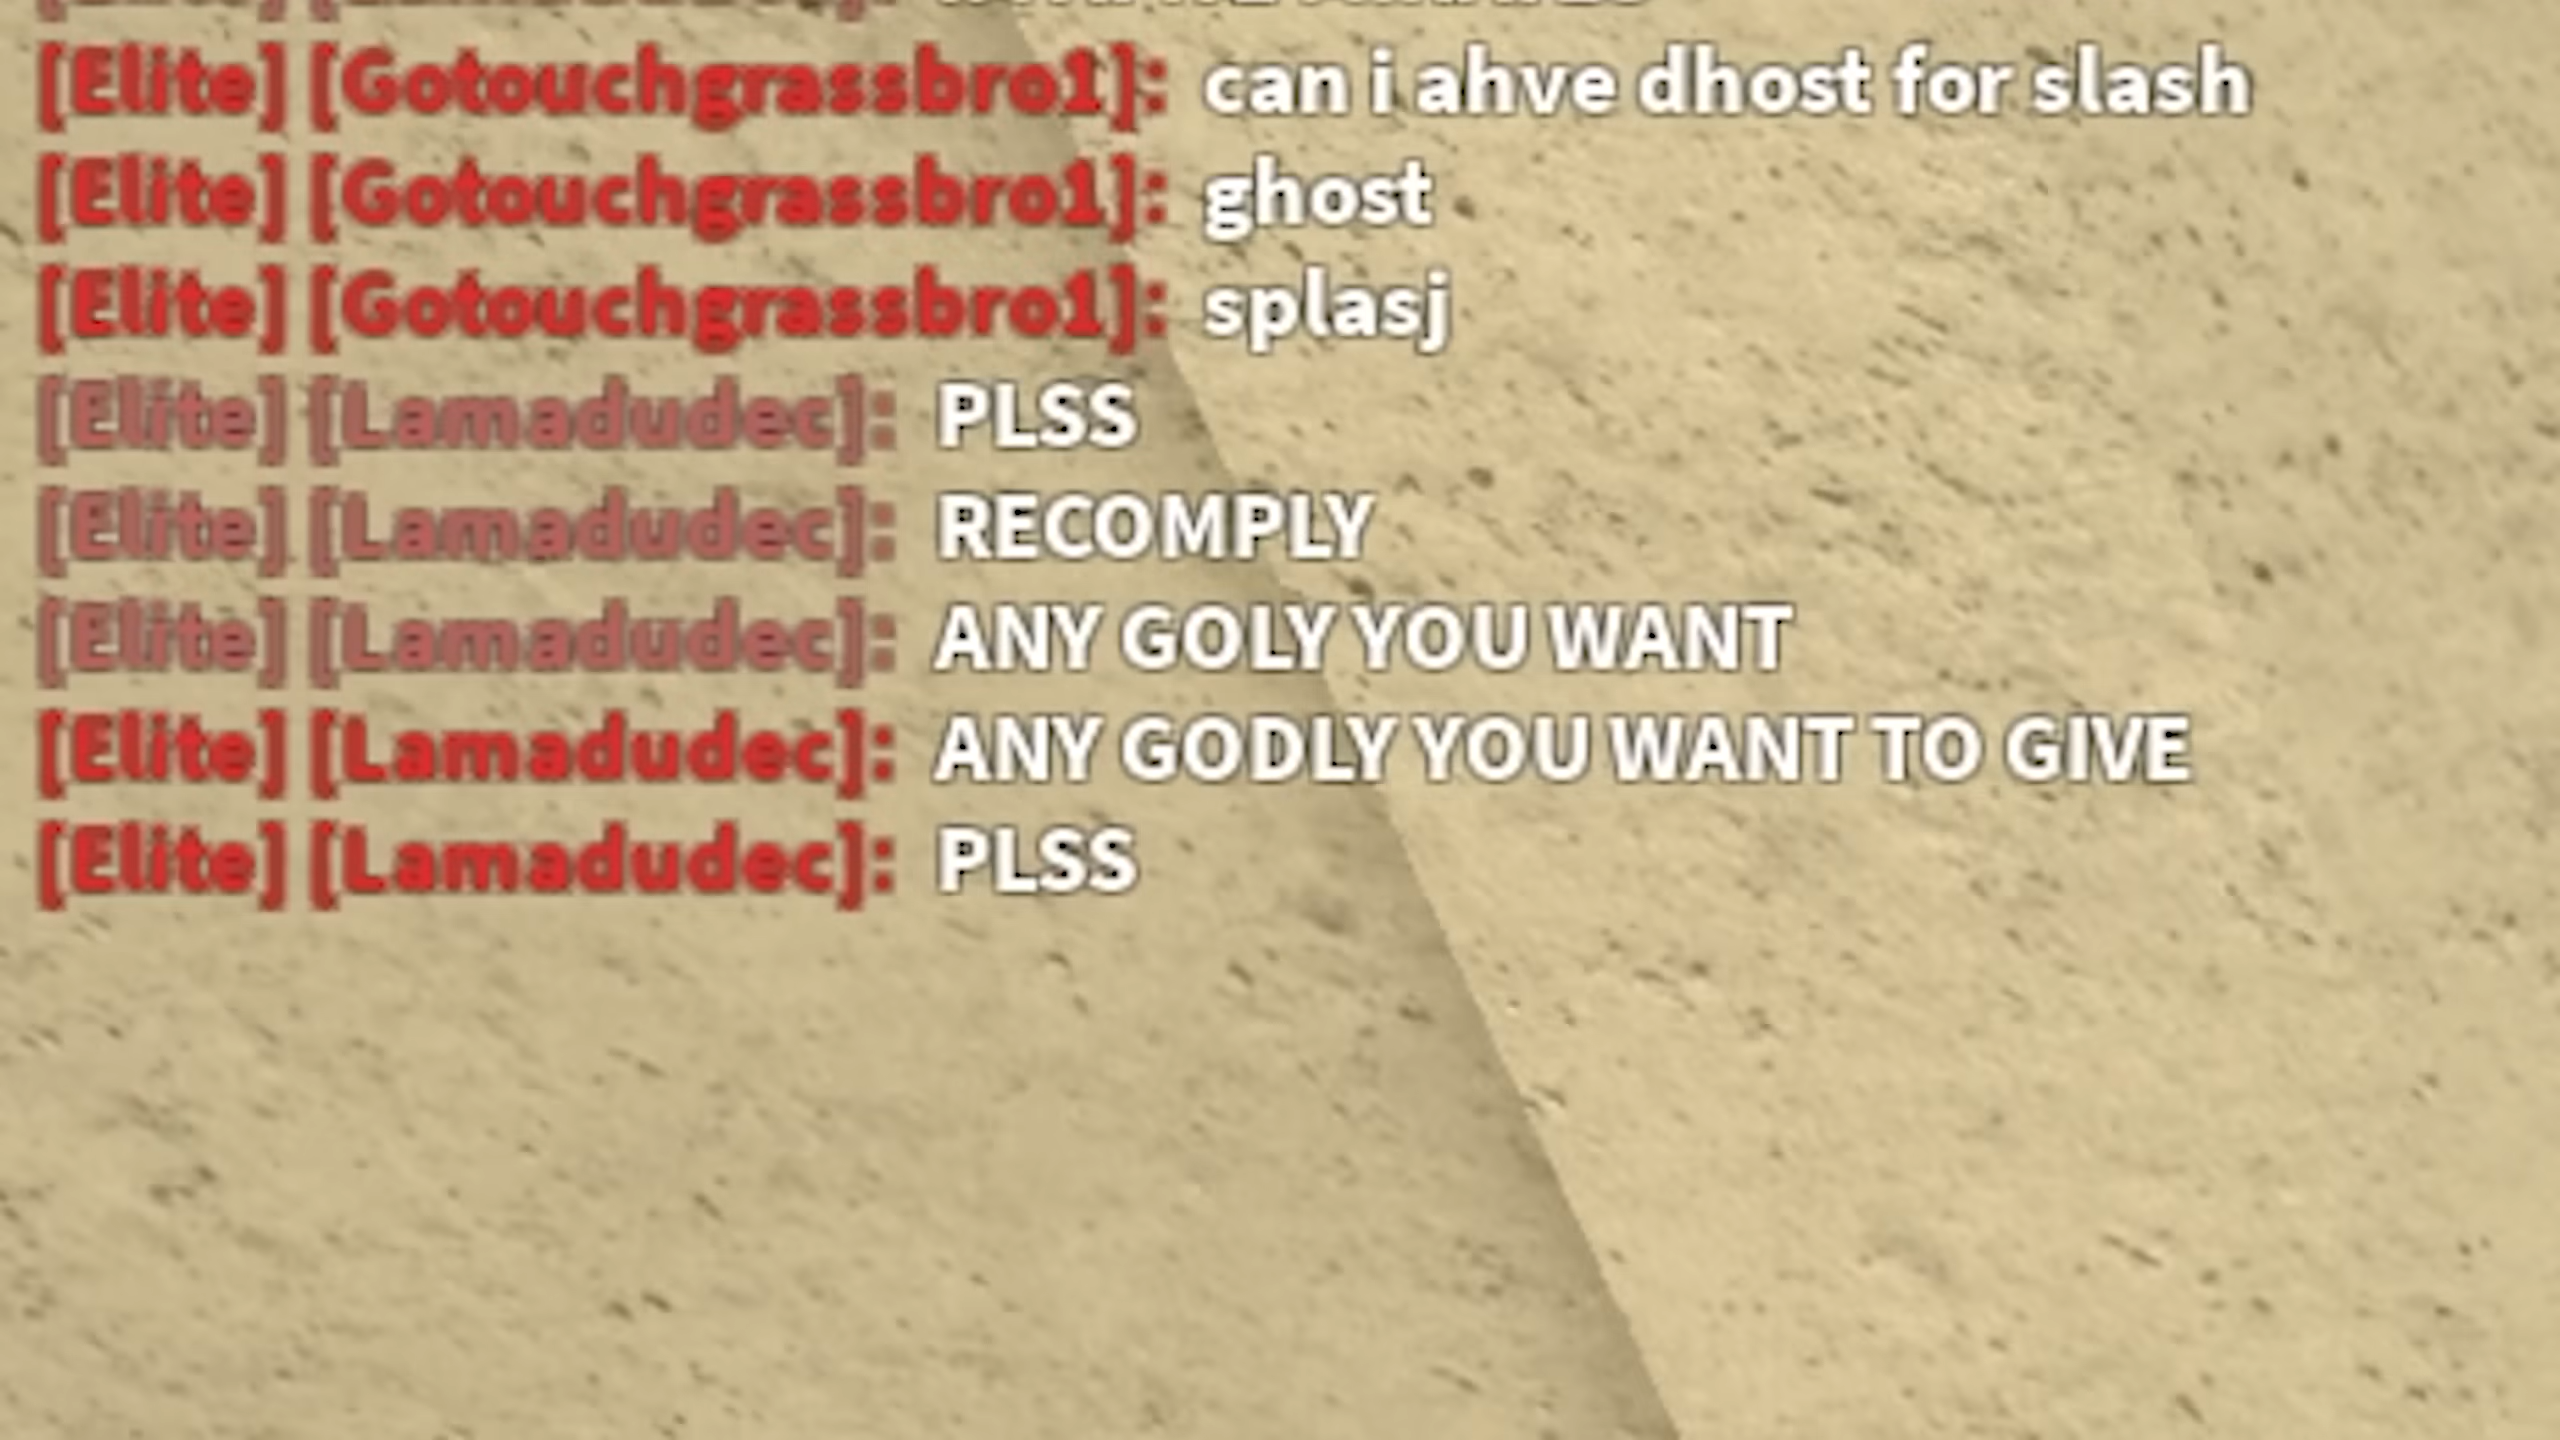 [Elite] [Gotouchgrassbro1]: can i ahve dhost for slash
[Elite] [Gotouchgrassbro1]: ghost
[Elite] [Gotouchgrassbro1]: splasj
[Elite] [Lamadudec]: PLSS
[Elite] [Lamadudec]: RECOMPLY
[Elite] [Lamadudec]: ANY GOLY YOU WANT
[Elite] [Lamadudec]: ANY GODLY YOU WANT TO GIVE
[Elite] [Lamadudec]: PLSS